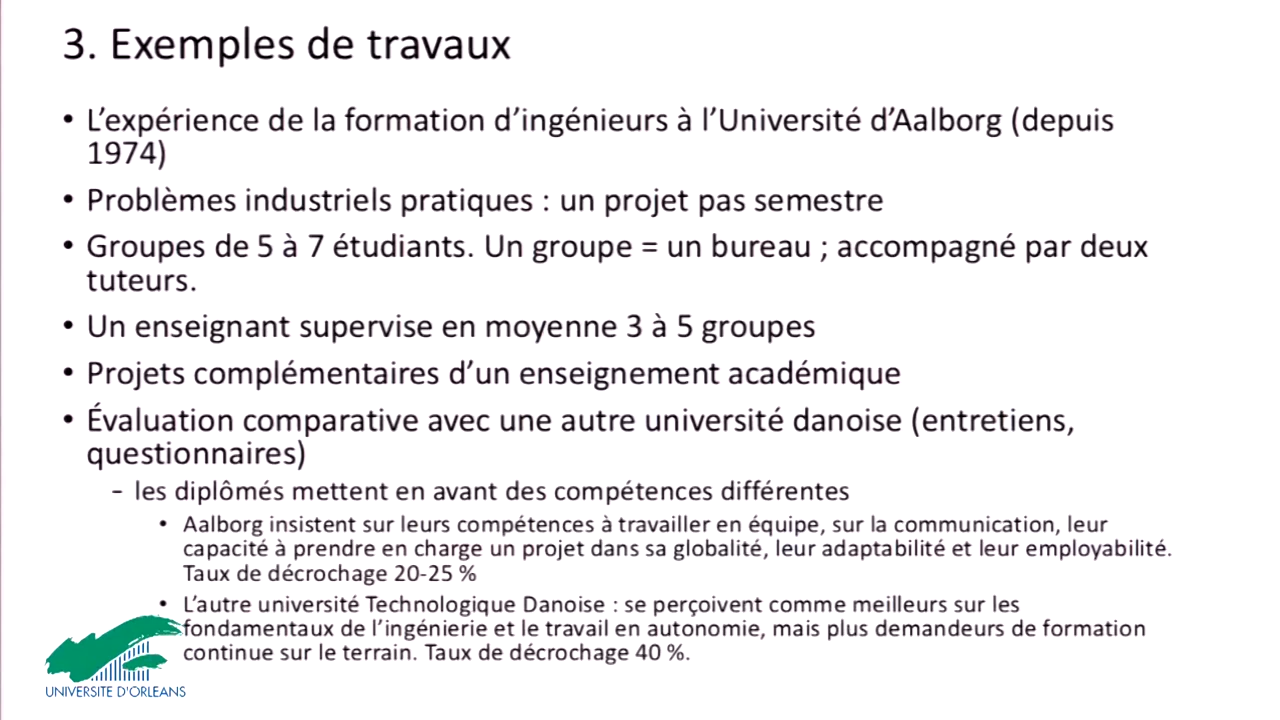 3. Exemples de travaux
• L’expérience de la formation d’ingénieurs à l’Université d’Aalborg (depuis
1974)
• Problèmes industriels pratiques : un projet pas semestre
• Groupes de 5 à 7 étudiants. Un groupe = un bureau ; accompagné par deux
tuteurs.
• Un enseignant supervise en moyenne 3 à 5 groupes
• Projets complémentaires d’un enseignement académique
• Évaluation comparative avec une autre université danoise (entretiens,
questionnaires)
– les diplômés mettent en avant des compétences différentes
• Aalborg insistent sur leurs compétences à travailler en équipe, sur la communication, leur
capacité à prendre en charge un projet dans sa globalité, leur adaptabilité et leur employabilité.
Taux de décrochage 20-25 %
• L’autre université Technologique Danoise : se perçoivent comme meilleurs sur les
fondamentaux de l’ingénierie et le travail en autonomie, mais plus demandeurs de formation
continue sur le terrain. Taux de décrochage 40 %.
UNIVERSITE D'ORLEANS